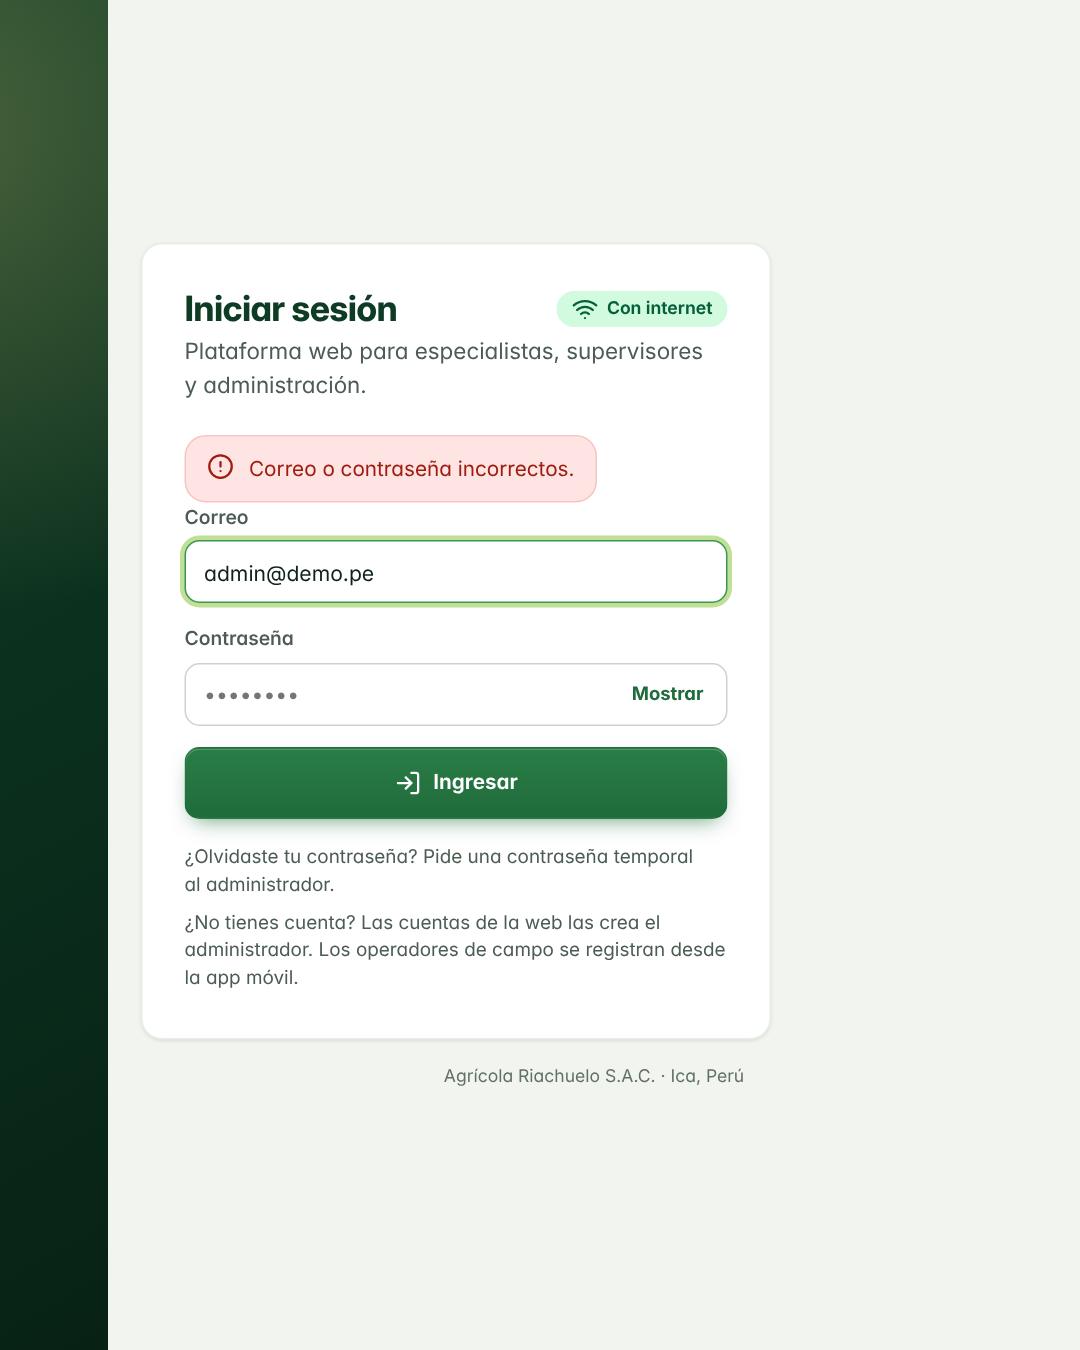 Iniciar sesión
Con internet
Plataforma web para especialistas, supervisores
y administración.
Correo o contraseña incorrectos.
Correo
admin@demo.pe
Contraseña
••••••••
Mostrar
Ingresar
¿Olvidaste tu contraseña? Pide una contraseña temporal
al administrador.
¿No tienes cuenta? Las cuentas de la web las crea el
administrador. Los operadores de campo se registran desde
la app móvil.
Agrícola Riachuelo S.A.C. · Ica, Perú